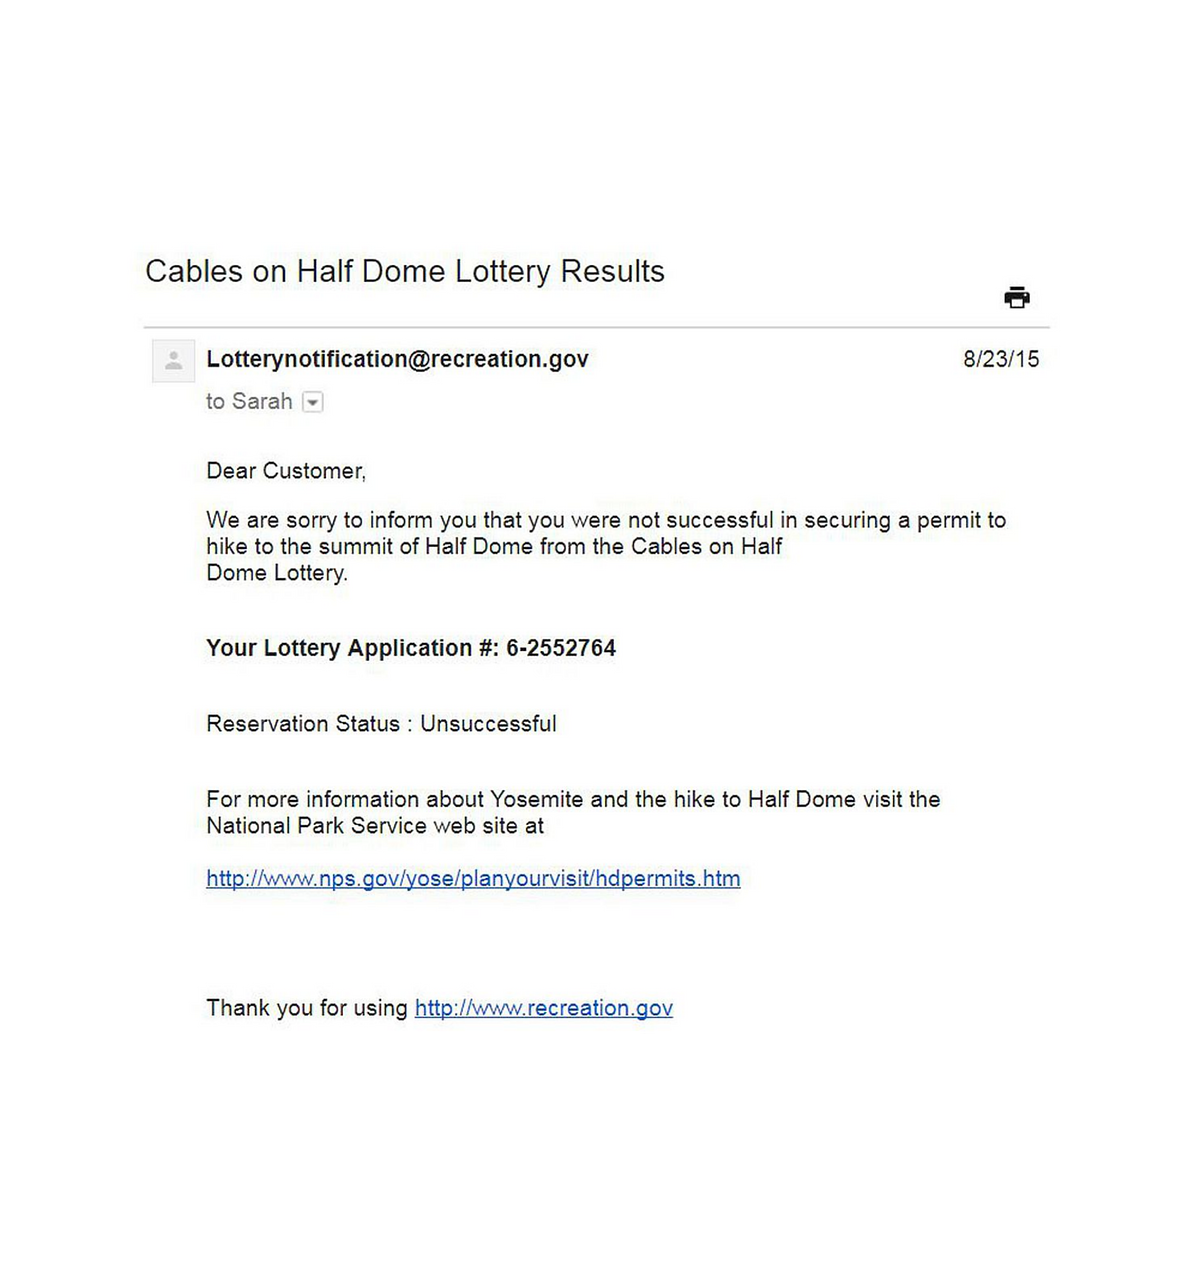 Cables on Half Dome Lottery Results
Lotterynotification@recreation.gov 8/23/15
to Sarah
Dear Customer,
We are sorry to inform you that you were not successful in securing a permit to
hike to the summit of Half Dome from the Cables on Half
Dome Lottery.
Your Lottery Application #: 6-2552764
Reservation Status : Unsuccessful
For more information about Yosemite and the hike to Half Dome visit the
National Park Service web site at
http://www.nps.gov/yose/planyourvisit/hdpermits.htm
Thank you for using http://www.recreation.gov